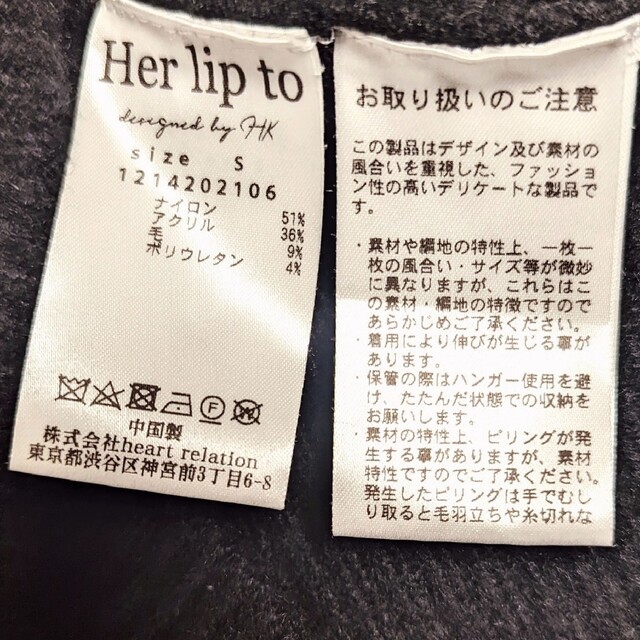 Her lip to
designed by HK
size S
1214202106
ナイロン 51%
アクリル 36%
毛 9%
ポリウレタン 4%
中国製
株式会社heart relation
東京都渋谷区神宮前3丁目6-8
お取り扱いのご注意
この製品はデザイン及び素材の
風合いを重視した、ファッショ
ン性の高いデリケートな製品で
す。
・素材や編地の特性上、一枚一
枚の風合い・サイズ等が微妙
に異なりますが、これらはこ
の素材・編地の特徴ですので
あらかじめご了承ください。
・着用により伸びが生じる事が
あります。
・保管の際はハンガー使用を避
け、たたんだ状態での収納を
お願いします。
・素材の特性上、ピリングが発
生する事がありますが、素材
特性ですのでご了承ください。
発生したピリングは手でむし
り取ると毛羽立ちや糸切れな